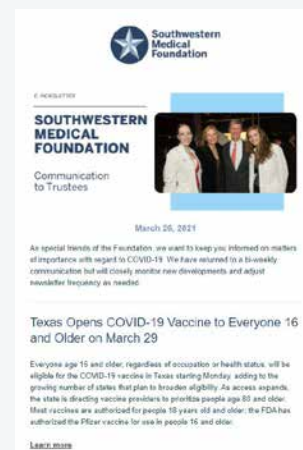 Southwestern
Medical
Foundation
E-NEWSLETTER
SOUTHWESTERN
MEDICAL
FOUNDATION
Communication
to Trustees
March 26, 2021
As special friends of the Foundation, we want to keep you informed on matters
of importance with regard to COVID-19. We have returned to a bi-weekly
communication but will closely monitor new developments and adjust
newsletter frequency as needed.
Texas Opens COVID-19 Vaccine to Everyone 16
and Older on March 29
Everyone age 16 and older, regardless of occupation or health status, will be
eligible for the COVID-19 vaccine in Texas starting Monday, adding to the
growing number of states that plan to broaden eligibility. As access expands,
the state is directing vaccine providers to prioritize people age 80 and older.
Most vaccines are authorized for people 18 years old and older; the FDA has
authorized the Pfizer vaccine for use in people 16 and older.
Learn more